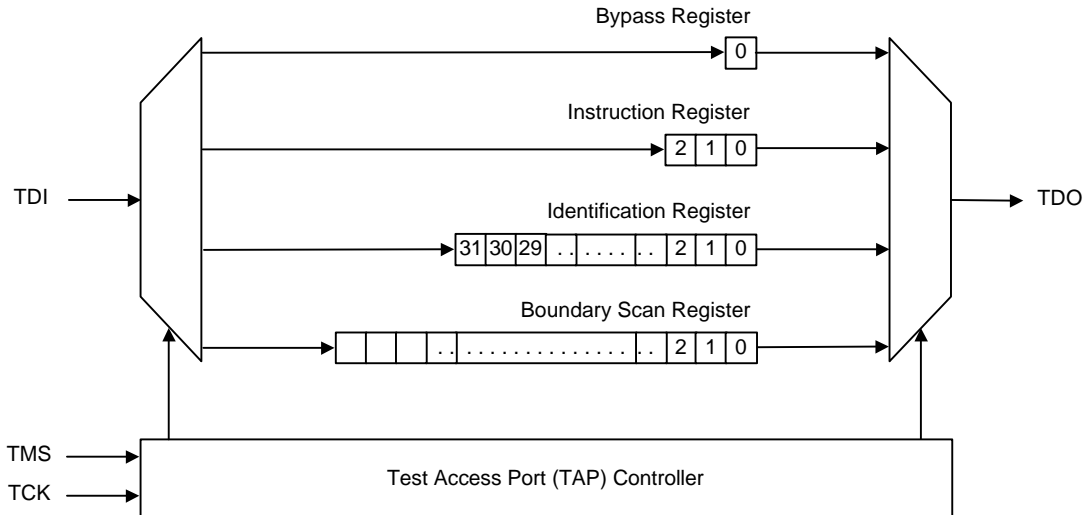 Bypass Register
0
Instruction Register
2 1 0
TDI
TDO
Identification Register
31 30 29 . . . . . . . . 2 1 0
Boundary Scan Register
. . . . . . . . . . . . . . . . . . 2 1 0
TMS
Test Access Port (TAP) Controller
TCK